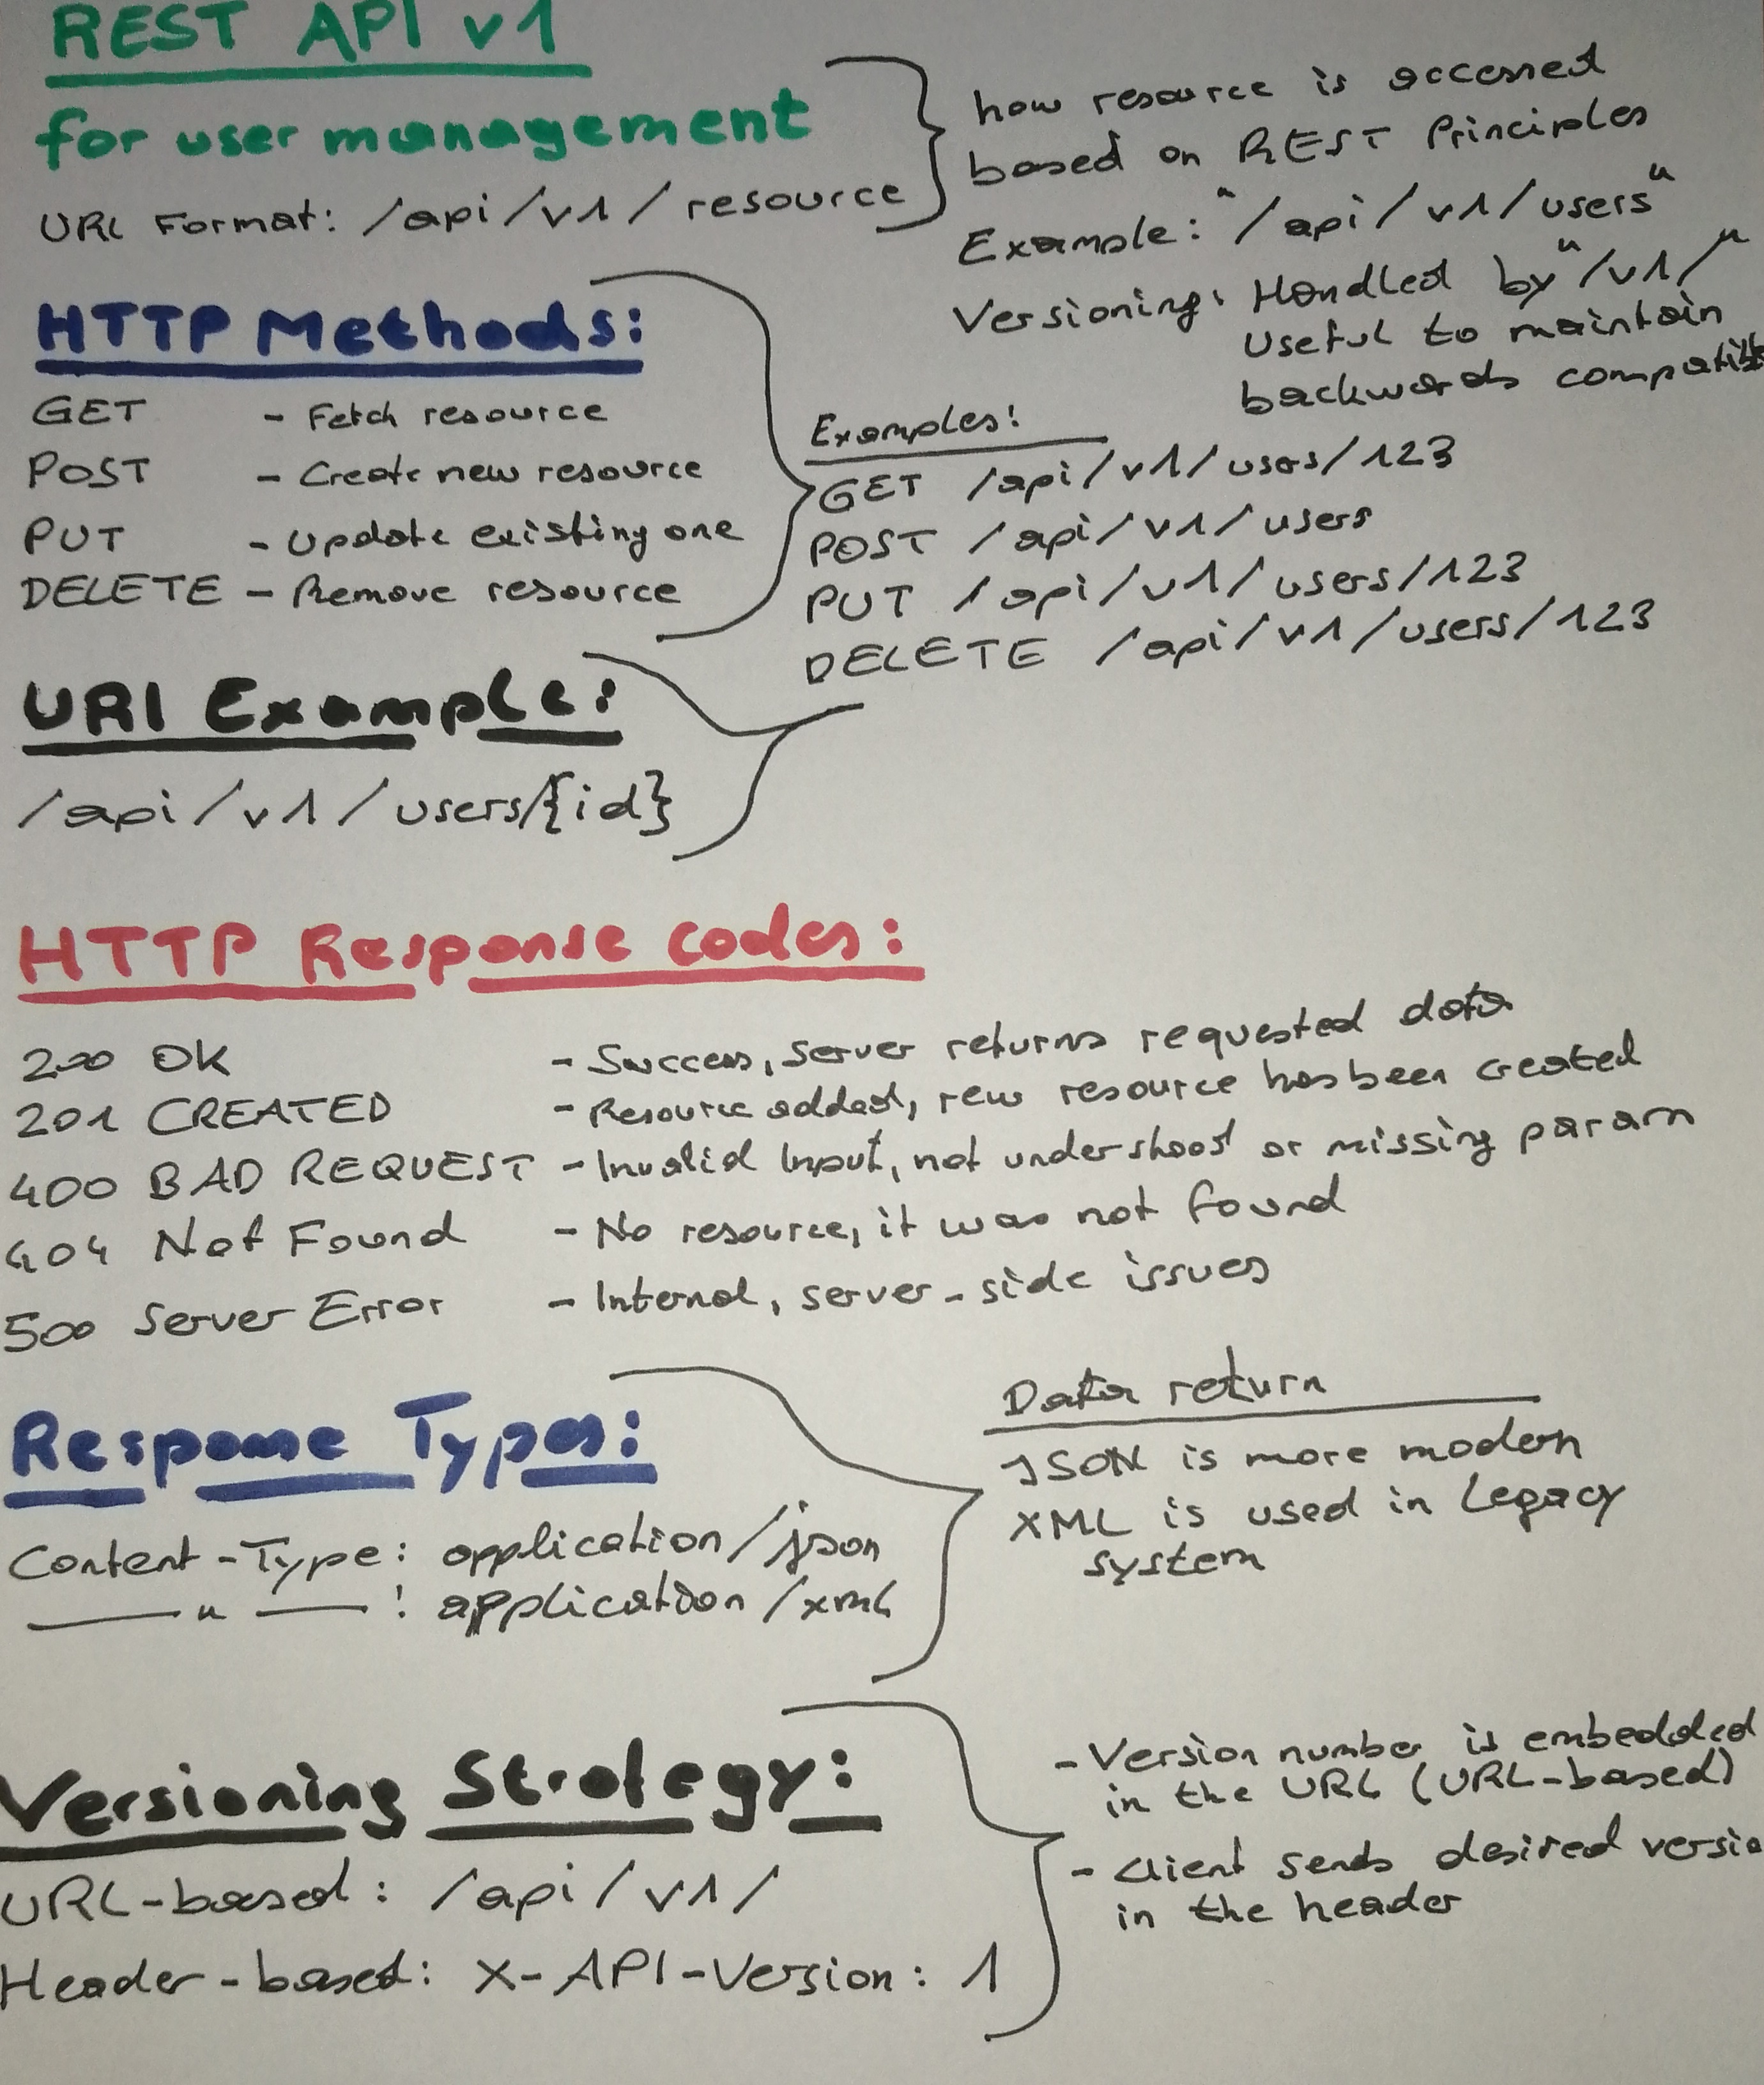 REST API v1
for user management
URL Format: /api/v1/resource
how resource is accessed
based on REST Principles
Example: "/api/v1/users"
Versioning: Handled by "/v1/"
Useful to maintain
backwards
HTTP Methods:
GET - Fetch resource
POST - Create new resource
PUT - Update existing one
DELETE - Remove resource
Examples:
GET /api/v1/users/123
POST /api/v1/users
PUT /api/v1/users/123
DELETE /api/v1/users/123
URI Example:
/api/v1/users/{id}
HTTP Response codes:
200 OK - Success, server returns requested data
201 CREATED - Resource added, new resource has been created
400 BAD REQUEST - Invalid Input, not understood or missing param
404 Not Found - No resource, it was not found
500 Server Error - Internal, server-side issues
Response Types:
Content-Type: application/json
—— " ——: application/xml
Data return
JSON is more modern
XML is used in Legacy
system
Versioning Strategy:
URL-based: /api/v1/
Header-based: X-API-Version: 1
- Version number is embedded
in the URL (URL-based)
- Client sends desired versio
in the header